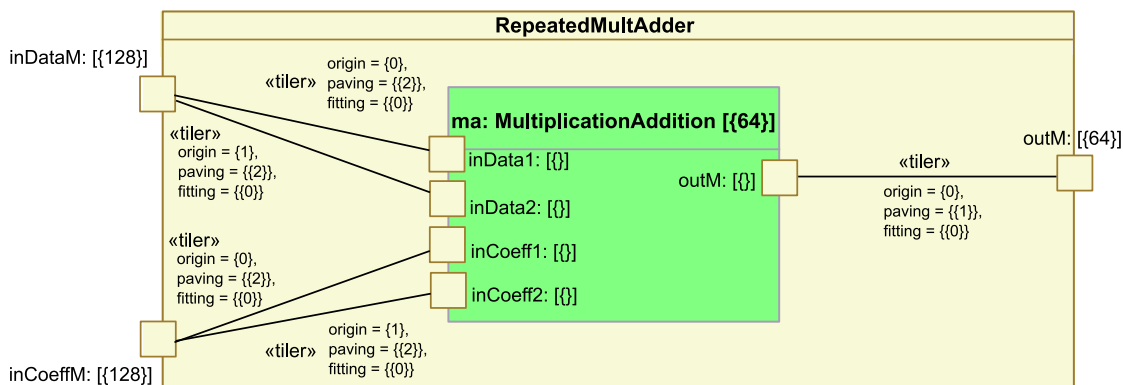 RepeatedMultAdder
inDataM: [{128}]
«tiler»
origin = {0},
paving = {{2}},
fitting = {{0}}
«tiler»
origin = {1},
paving = {{2}},
fitting = {{0}}
ma: MultiplicationAddition [{64}]
inData1: [{}]
inData2: [{}]
inCoeff1: [{}]
inCoeff2: [{}]
outM: [{}]
«tiler»
origin = {0},
paving = {{1}},
fitting = {{0}}
outM: [{64}]
«tiler»
origin = {0},
paving = {{2}},
fitting = {{0}}
«tiler»
origin = {1},
paving = {{2}},
fitting = {{0}}
inCoeffM: [{128}]